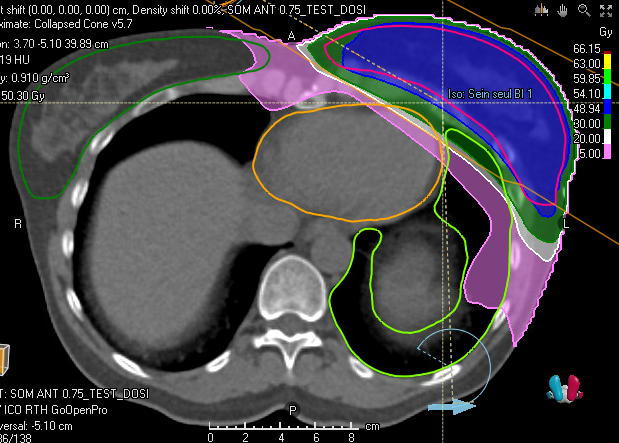 t shift (0.00, 0.00, 0.00) cm, Density shift 0.00%, SOM ANT 0.75_TEST_DOSI
ximate: Collapsed Cone v5.7
on: 3.70 -5.10 39.89 cm
19 HU
y: 0.910 g/cm³
50.30 Gy
A
Gy
66.15
63.00
59.85
54.10
48.94
30.00
20.00
5.00
Iso: Sein seul BI 1
R
L
T: SOM ANT 0.75_TEST_DOSI
ICO RTH GoOpenPro
versal: -5.10 cm
/138
P
0 2 4 6 8 cm